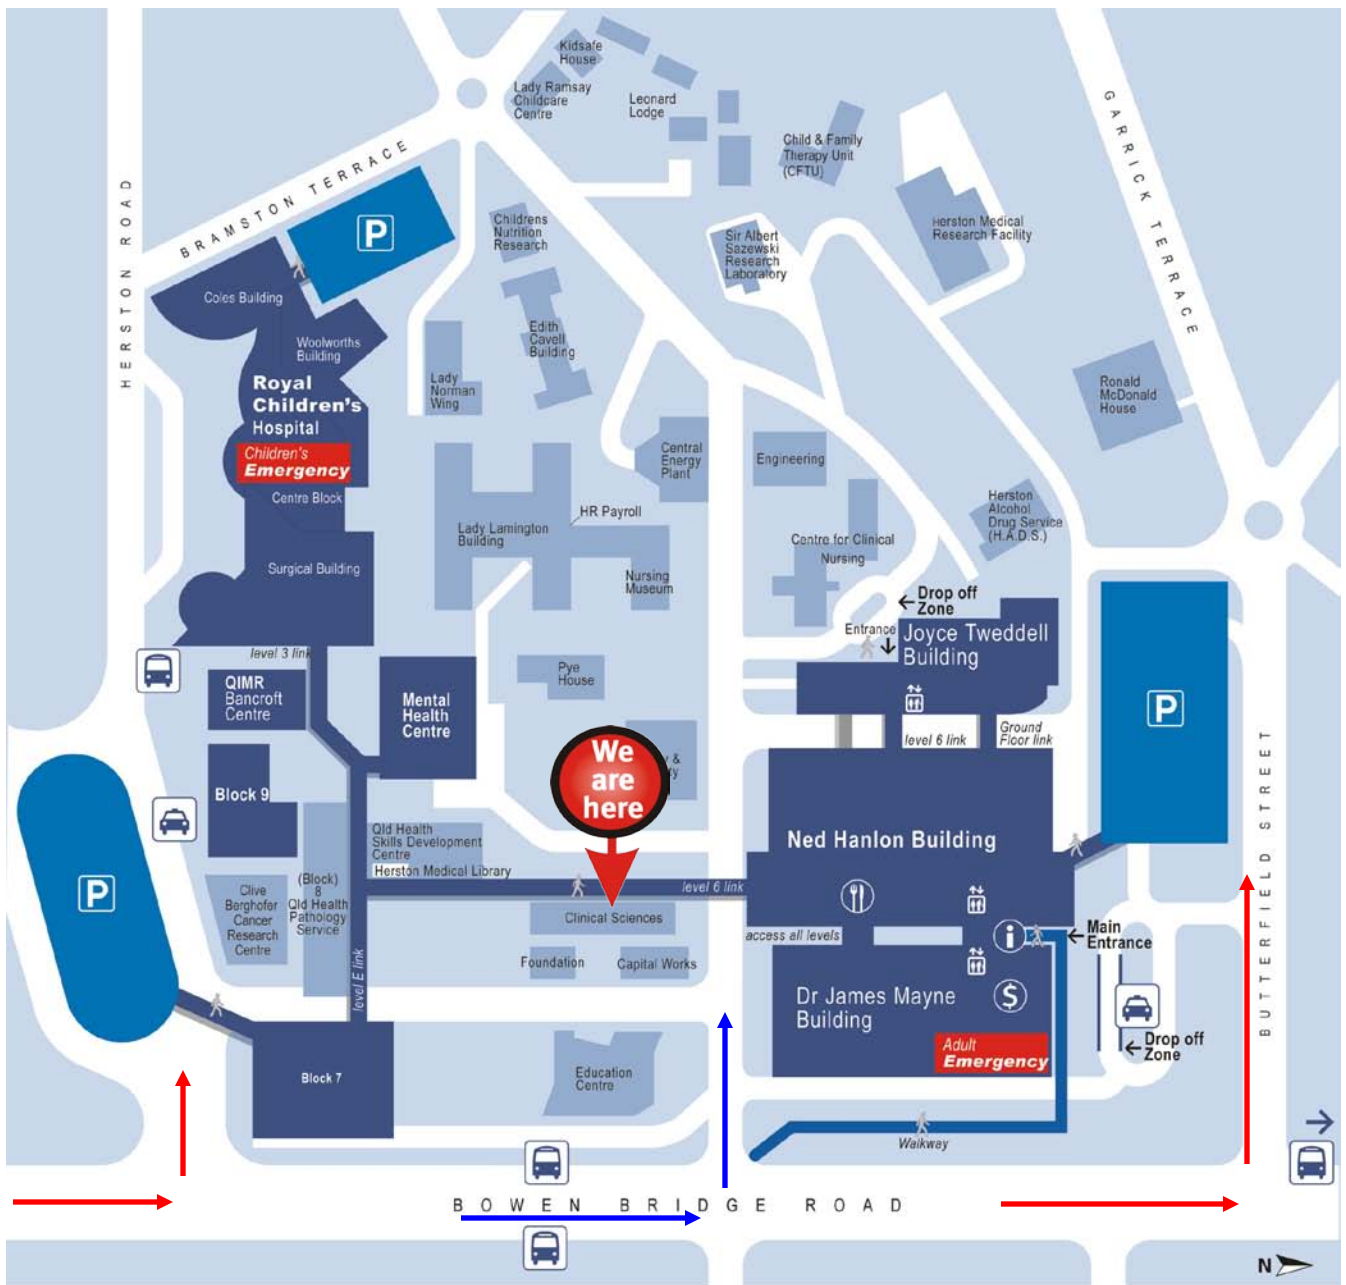 Kidsafe
House
Lady Ramsay
Childcare
Centre
Leonard
Lodge
Child & Family
Therapy Unit
(CFTU)
GARRICK TERRACE
HERSTON ROAD
BRAMSTON TERRACE
P
Childrens
Nutrition
Research
Sir Albert
Sazewski
Research
Laboratory
Herston Medical
Research Facility
Coles Building
Woolworths
Building
Edith
Cavell
Building
Royal
Children's
Hospital
Children's
Emergency
Lady
Norman
Wing
Ronald
McDonald
House
Central
Energy
Plant
Engineering
Centre Block
HR Payroll
Lady Lamington
Building
Herston
Alcohol
Drug Service
(H.A.D.S.)
Centre for Clinical
Nursing
Surgical Building
Nursing
Museum
Drop off
Zone
Entrance
Joyce Tweddell
Building
level 3 link
QIMR
Bancroft
Centre
Mental
Health
Centre
Pye
House
P
level 6 link
Ground
Floor link
We
are
here
y &
y
Block 9
Qld Health
Skills Development
Centre
Herston Medical Library
Ned Hanlon Building
BUTTERFIELD STREET
P
Clive
Berghofer
Cancer
Research
Centre
(Block)
8
Qld Health
Pathology
Service
level 6 link
Clinical Sciences
access all levels
i
Main
Entrance
Foundation
Capital Works
level E link
Dr James Mayne
Building
$
Adult
Emergency
Drop off
Zone
Block 7
Education
Centre
Walkway
BOWEN BRIDGE ROAD
N